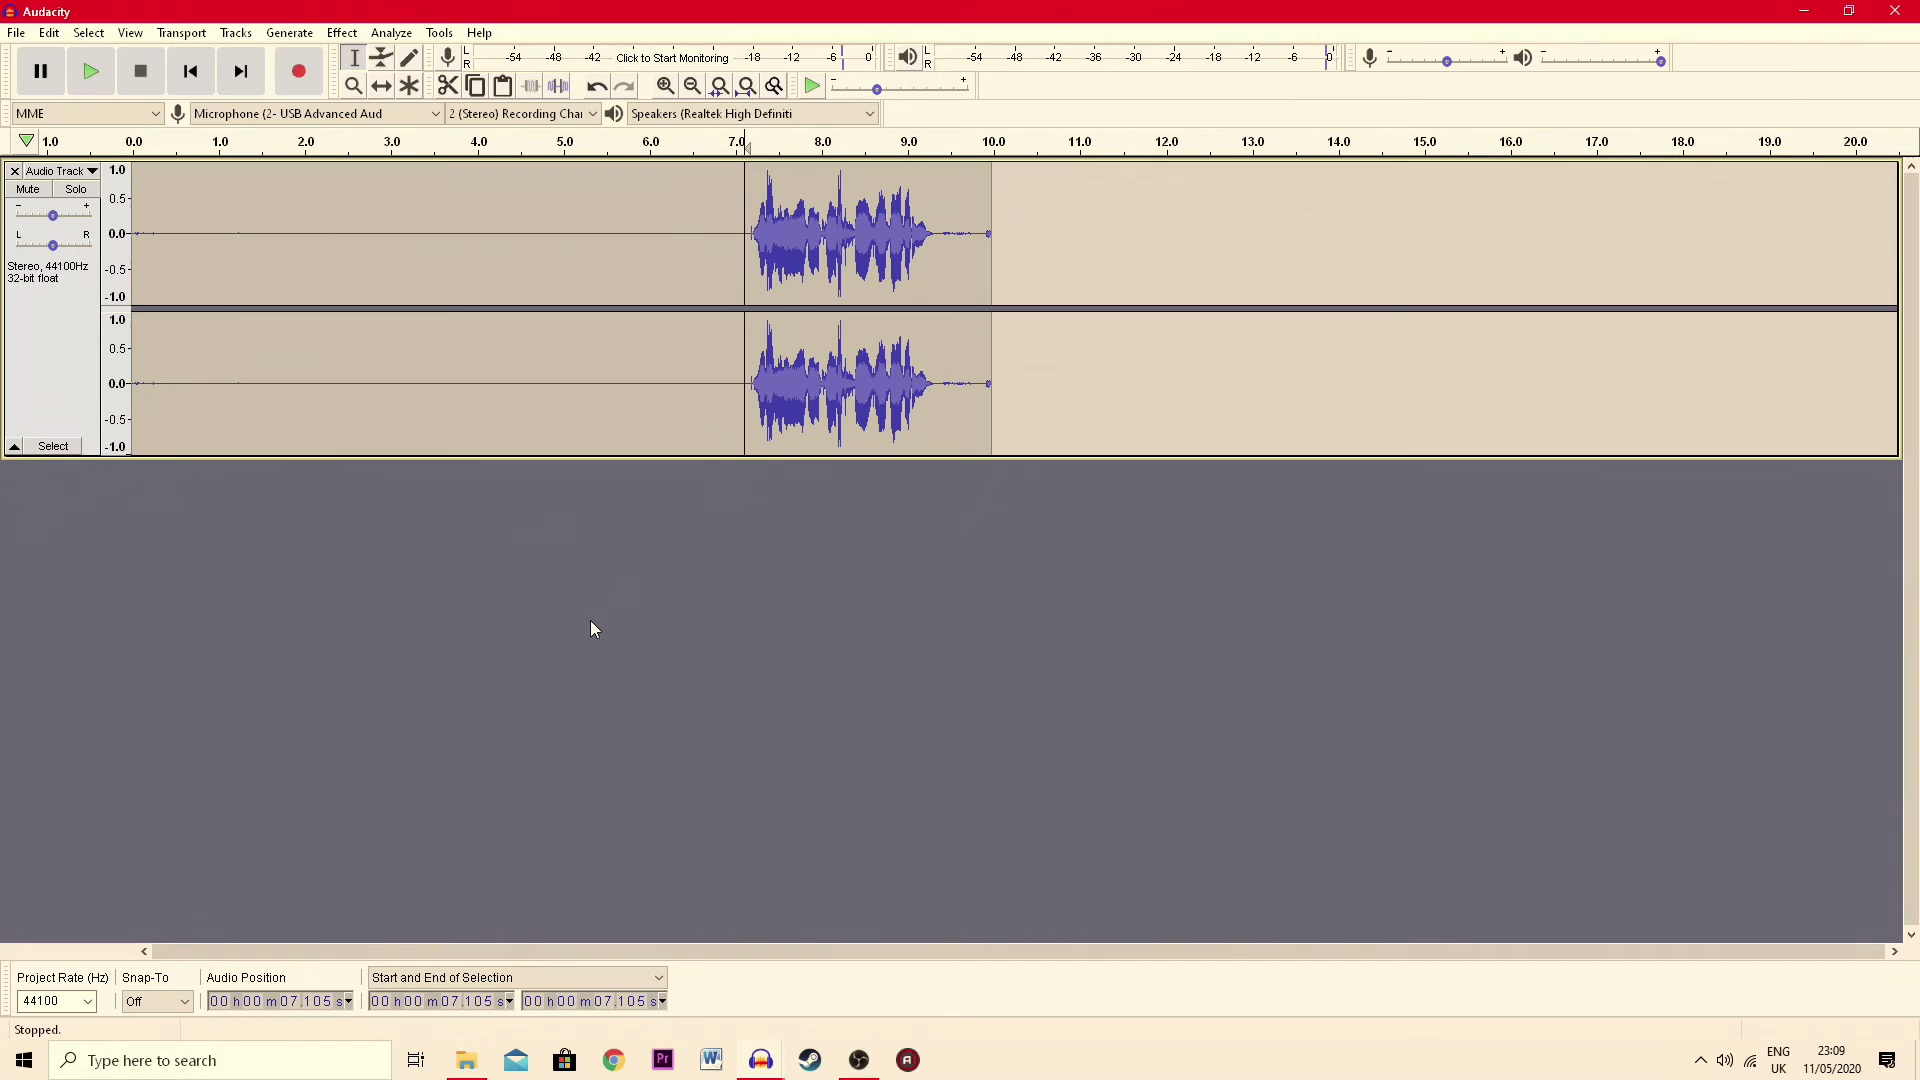 Audacity
File Edit Select View Transport Tracks Generate Effect Analyze Tools Help
L R -54 -48 -42 Click to Start Monitoring -18 -12 -6 0
L R -54 -48 -42 -36 -30 -24 -18 -12 -6 0
- + - +
- +
MME Microphone (2- USB Advanced Aud 2 (Stereo) Recording Char Speakers (Realtek High Definiti
1.0 0.0 1.0 2.0 3.0 4.0 5.0 6.0 7.0 8.0 9.0 10.0 11.0 12.0 13.0 14.0 15.0 16.0 17.0 18.0 19.0 20.0
Audio Track
Mute Solo
- +
L R
Stereo, 44100Hz
32-bit float
Select
1.0
0.5
0.0
-0.5
-1.0
1.0
0.5
0.0
-0.5
-1.0
Project Rate (Hz) Snap-To Audio Position Start and End of Selection
44100 Off 00 h 00 m 07.105 s 00 h 00 m 07.105 s 00 h 00 m 07.105 s
Stopped.
Type here to search
Pr W
ENG
UK
23:09
11/05/2020